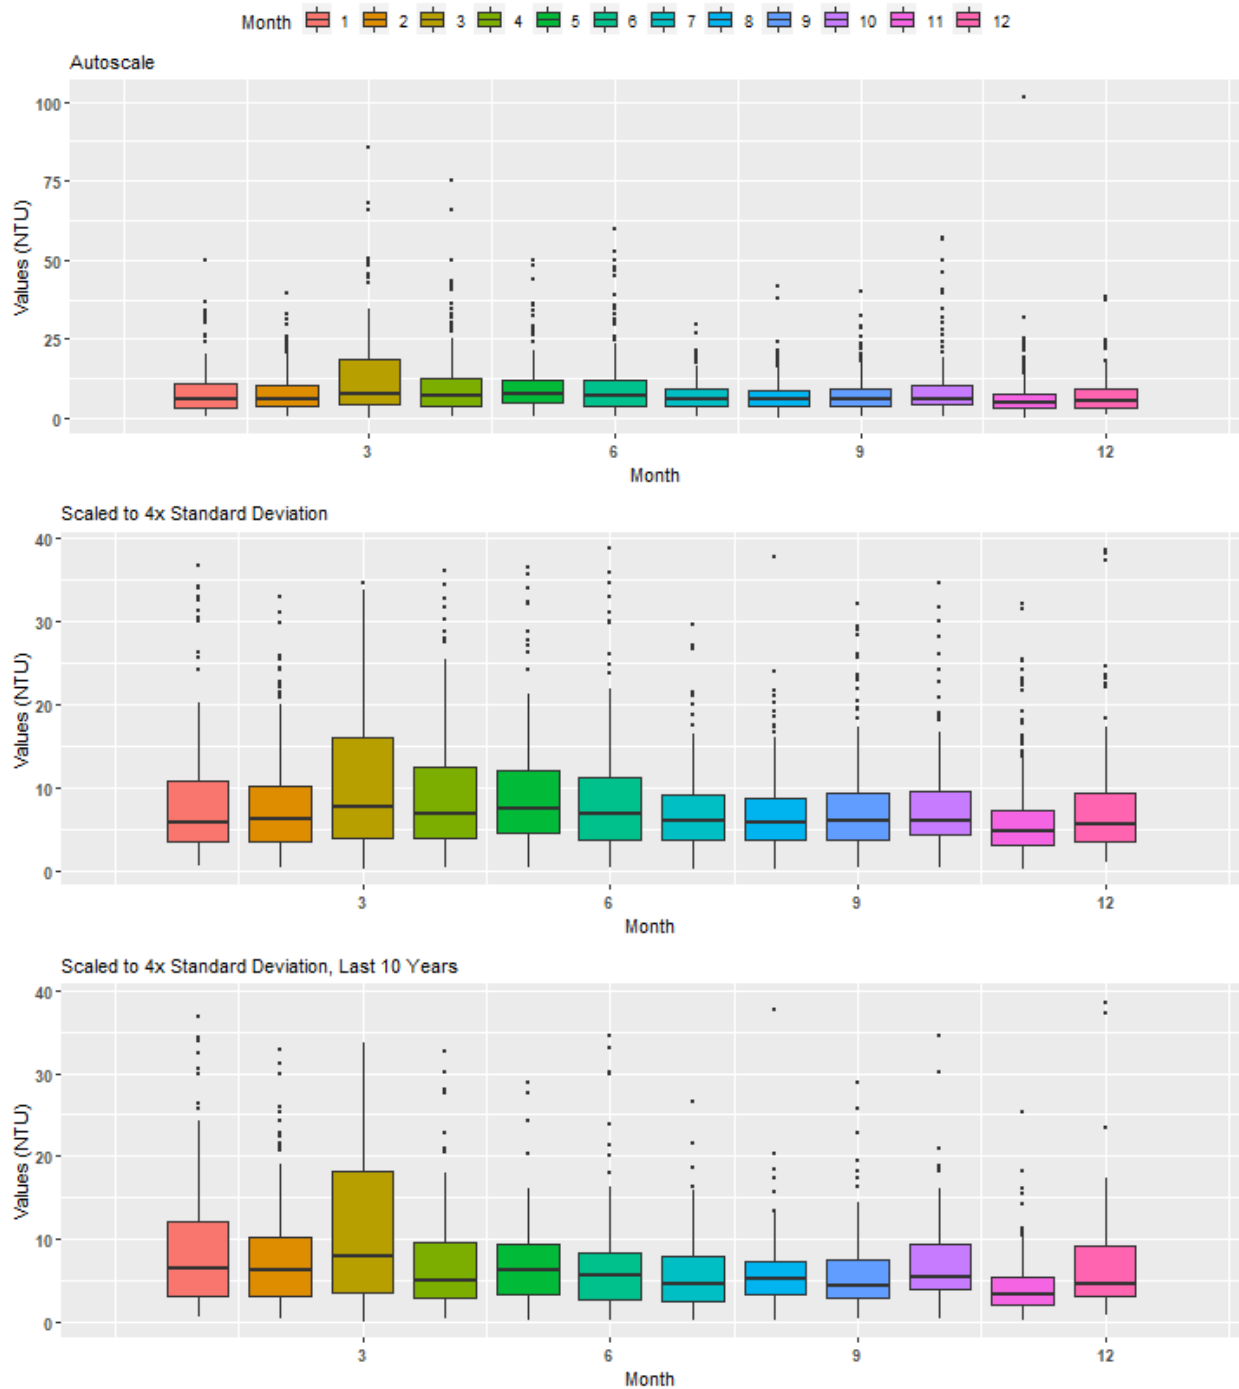 Month 1 2 3 4 5 6 7 8 9 10 11 12
Autoscale
Values (NTU)
100
75
50
25
0
3 6 9 12
Month
Scaled to 4x Standard Deviation
Values (NTU)
40
30
20
10
0
3 6 9 12
Month
Scaled to 4x Standard Deviation, Last 10 Years
Values (NTU)
40
30
20
10
0
3 6 9 12
Month